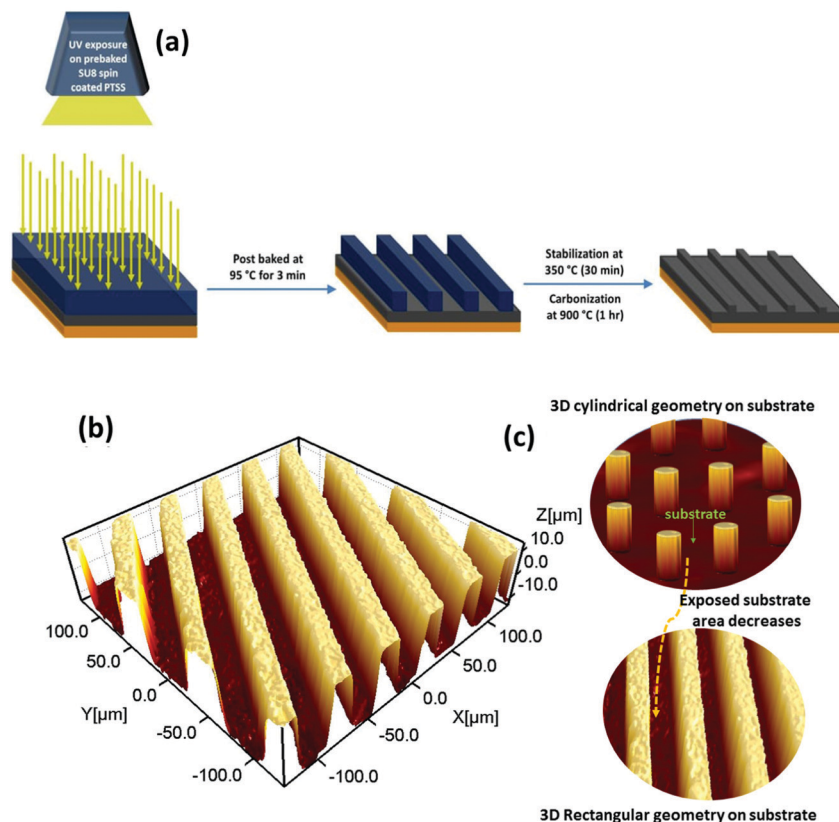 (a)
UV exposure
on prebaked
SU8 spin
coated PTSS
Post baked at
95 °C for 3 min
Stabilization at
350 °C (30 min)
Carbonization
at 900 °C (1 hr)
(b)
Z[µm]
10.0
0.0
-10.0
100.0
50.0
0.0
-50.0
-100.0
Y[µm]
100.0
50.0
0.0
-50.0
-100.0
X[µm]
(c)
3D cylindrical geometry on substrate
substrate
Exposed substrate
area decreases
3D Rectangular geometry on substrate